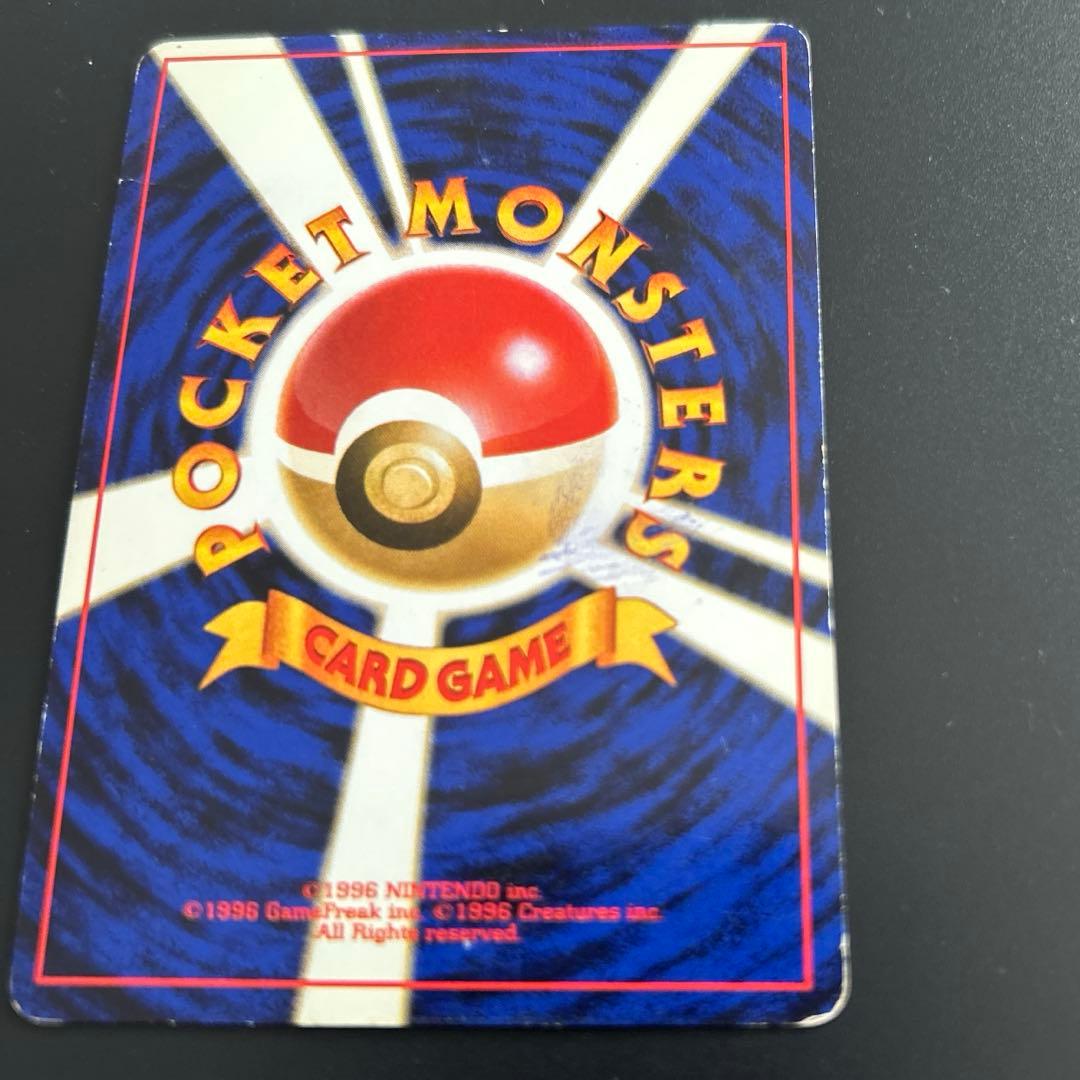 POCKET MONSTERS
CARD GAME
©1996 NINTENDO inc.
©1996 GameFreak inc. ©1996 Creatures inc.
All Rights reserved.